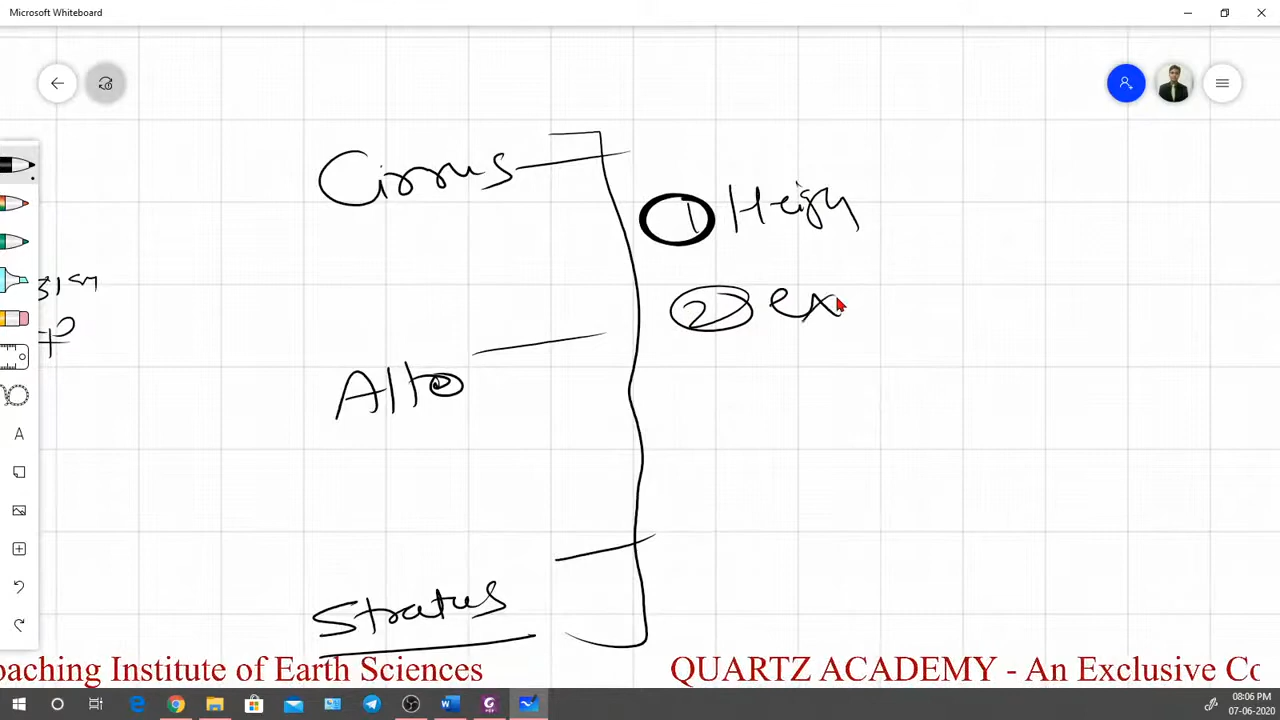 Microsoft Whiteboard
Cirrus
① Heigh
② ex
Alto
Stratus
oaching Institute of Earth Sciences
QUARTZ ACADEMY - An Exclusive Co
08:06 PM
07-06-2020